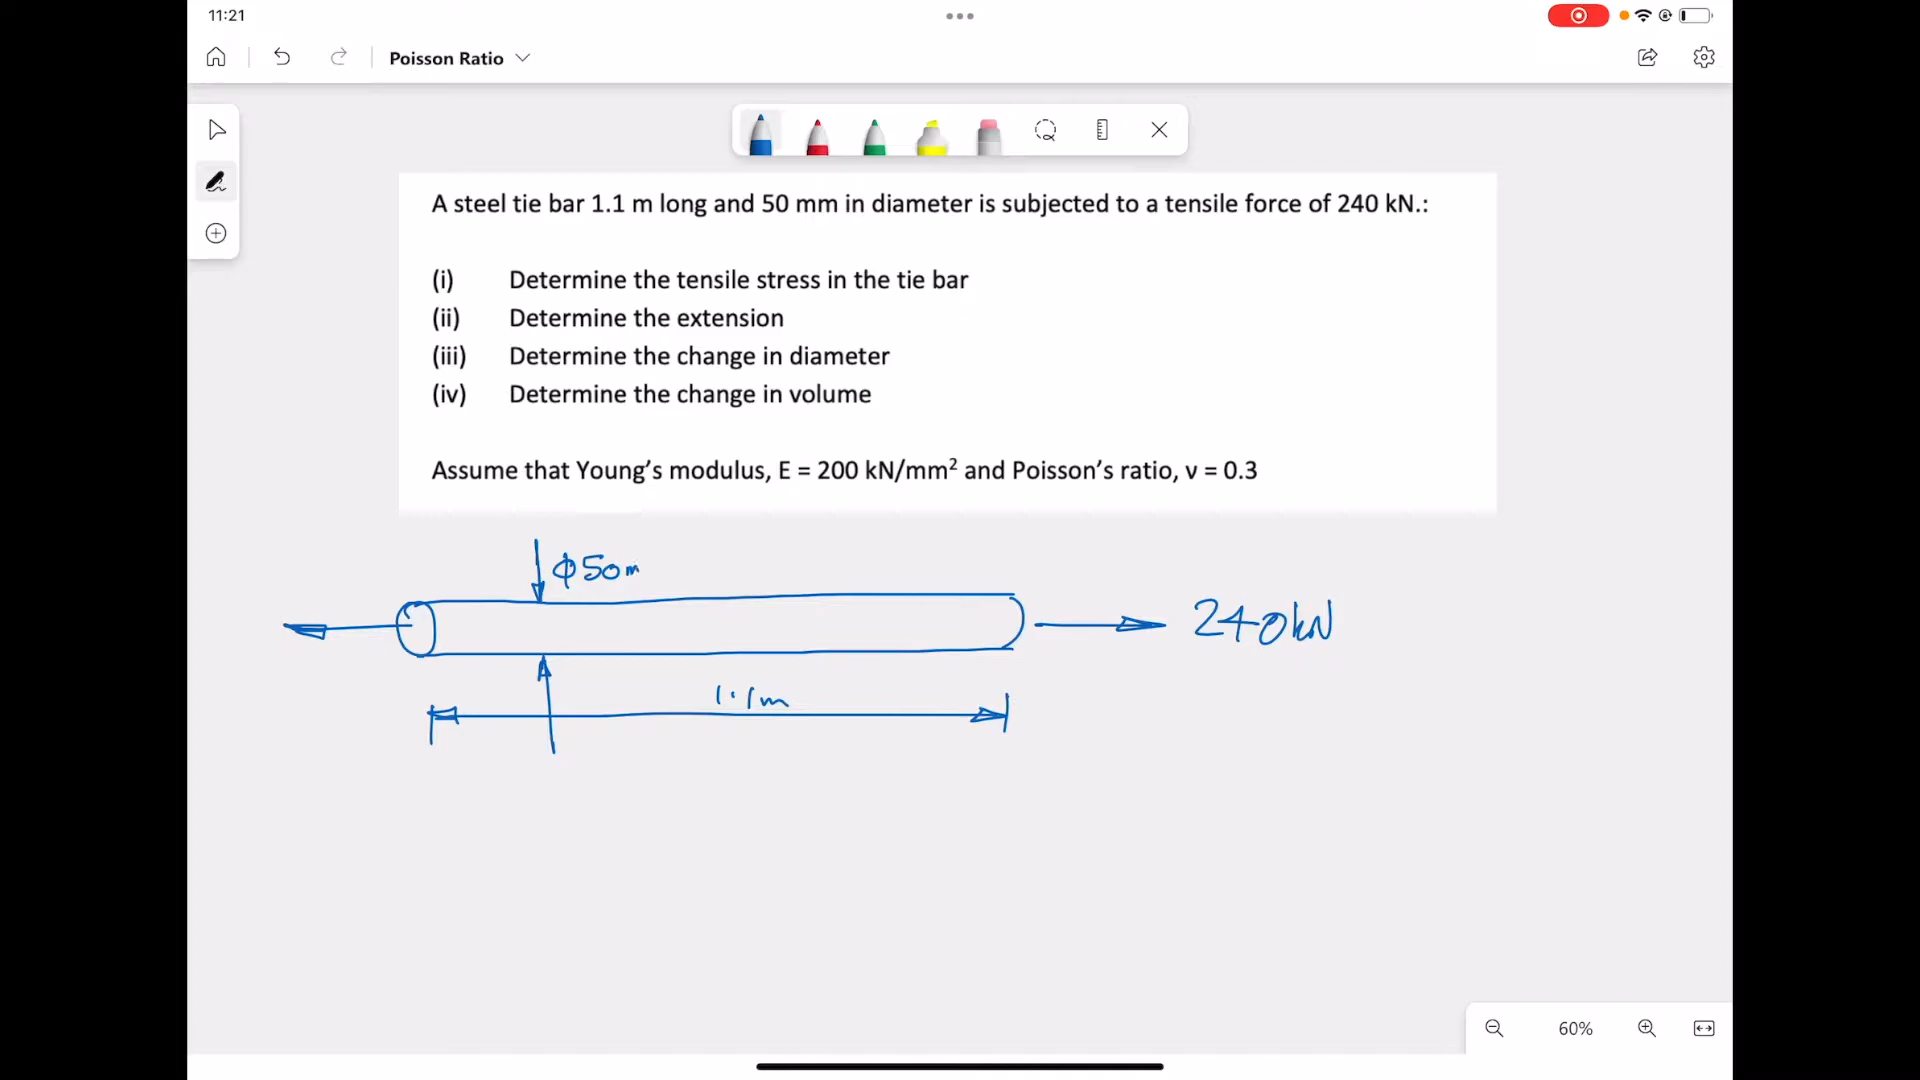 11:21
Poisson Ratio
A steel tie bar 1.1 m long and 50 mm in diameter is subjected to a tensile force of 240 kN.:
(i) Determine the tensile stress in the tie bar
(ii) Determine the extension
(iii) Determine the change in diameter
(iv) Determine the change in volume
Assume that Young's modulus, E = 200 kN/mm² and Poisson's ratio, v = 0.3
ϕ50m
240kN
1.1m
60%